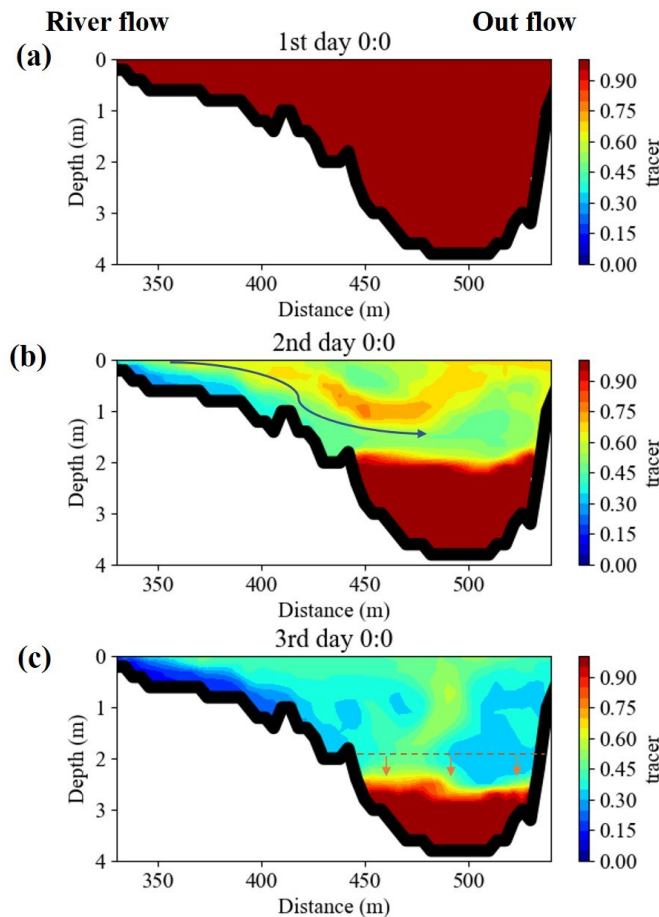 River flow Out flow
(a) 1st day 0:0
0
1
2
3
4
Depth (m)
350 400 450 500
Distance (m)
0.90
0.75
0.60
0.45
0.30
0.15
0.00
tracer
(b) 2nd day 0:0
0
1
2
3
4
Depth (m)
350 400 450 500
Distance (m)
0.90
0.75
0.60
0.45
0.30
0.15
0.00
tracer
(c) 3rd day 0:0
0
1
2
3
4
Depth (m)
350 400 450 500
Distance (m)
0.90
0.75
0.60
0.45
0.30
0.15
0.00
tracer